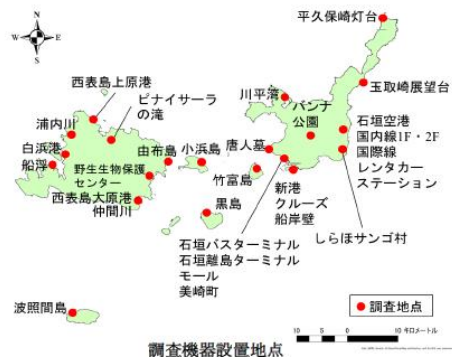 平久保崎灯台
N
W
E
S
西表島上原港
ピナイサーラ
の滝
川平湾
バンナ
公園
玉取崎展望台
浦内川
白浜港
船浮
由布島
小浜島
唐人墓
石垣空港
国内線1F・2F
国際線
レンタカー
ステーション
野生生物保護
センター
西表島大原港
仲間川
竹富島
黒島
新港
クルーズ
船岸壁
しらほサンゴ村
石垣バスターミナル
石垣離島ターミナル
モール
美崎町
波照間島
調査地点
10 5 0 10 キロメートル
調査機器設置地点